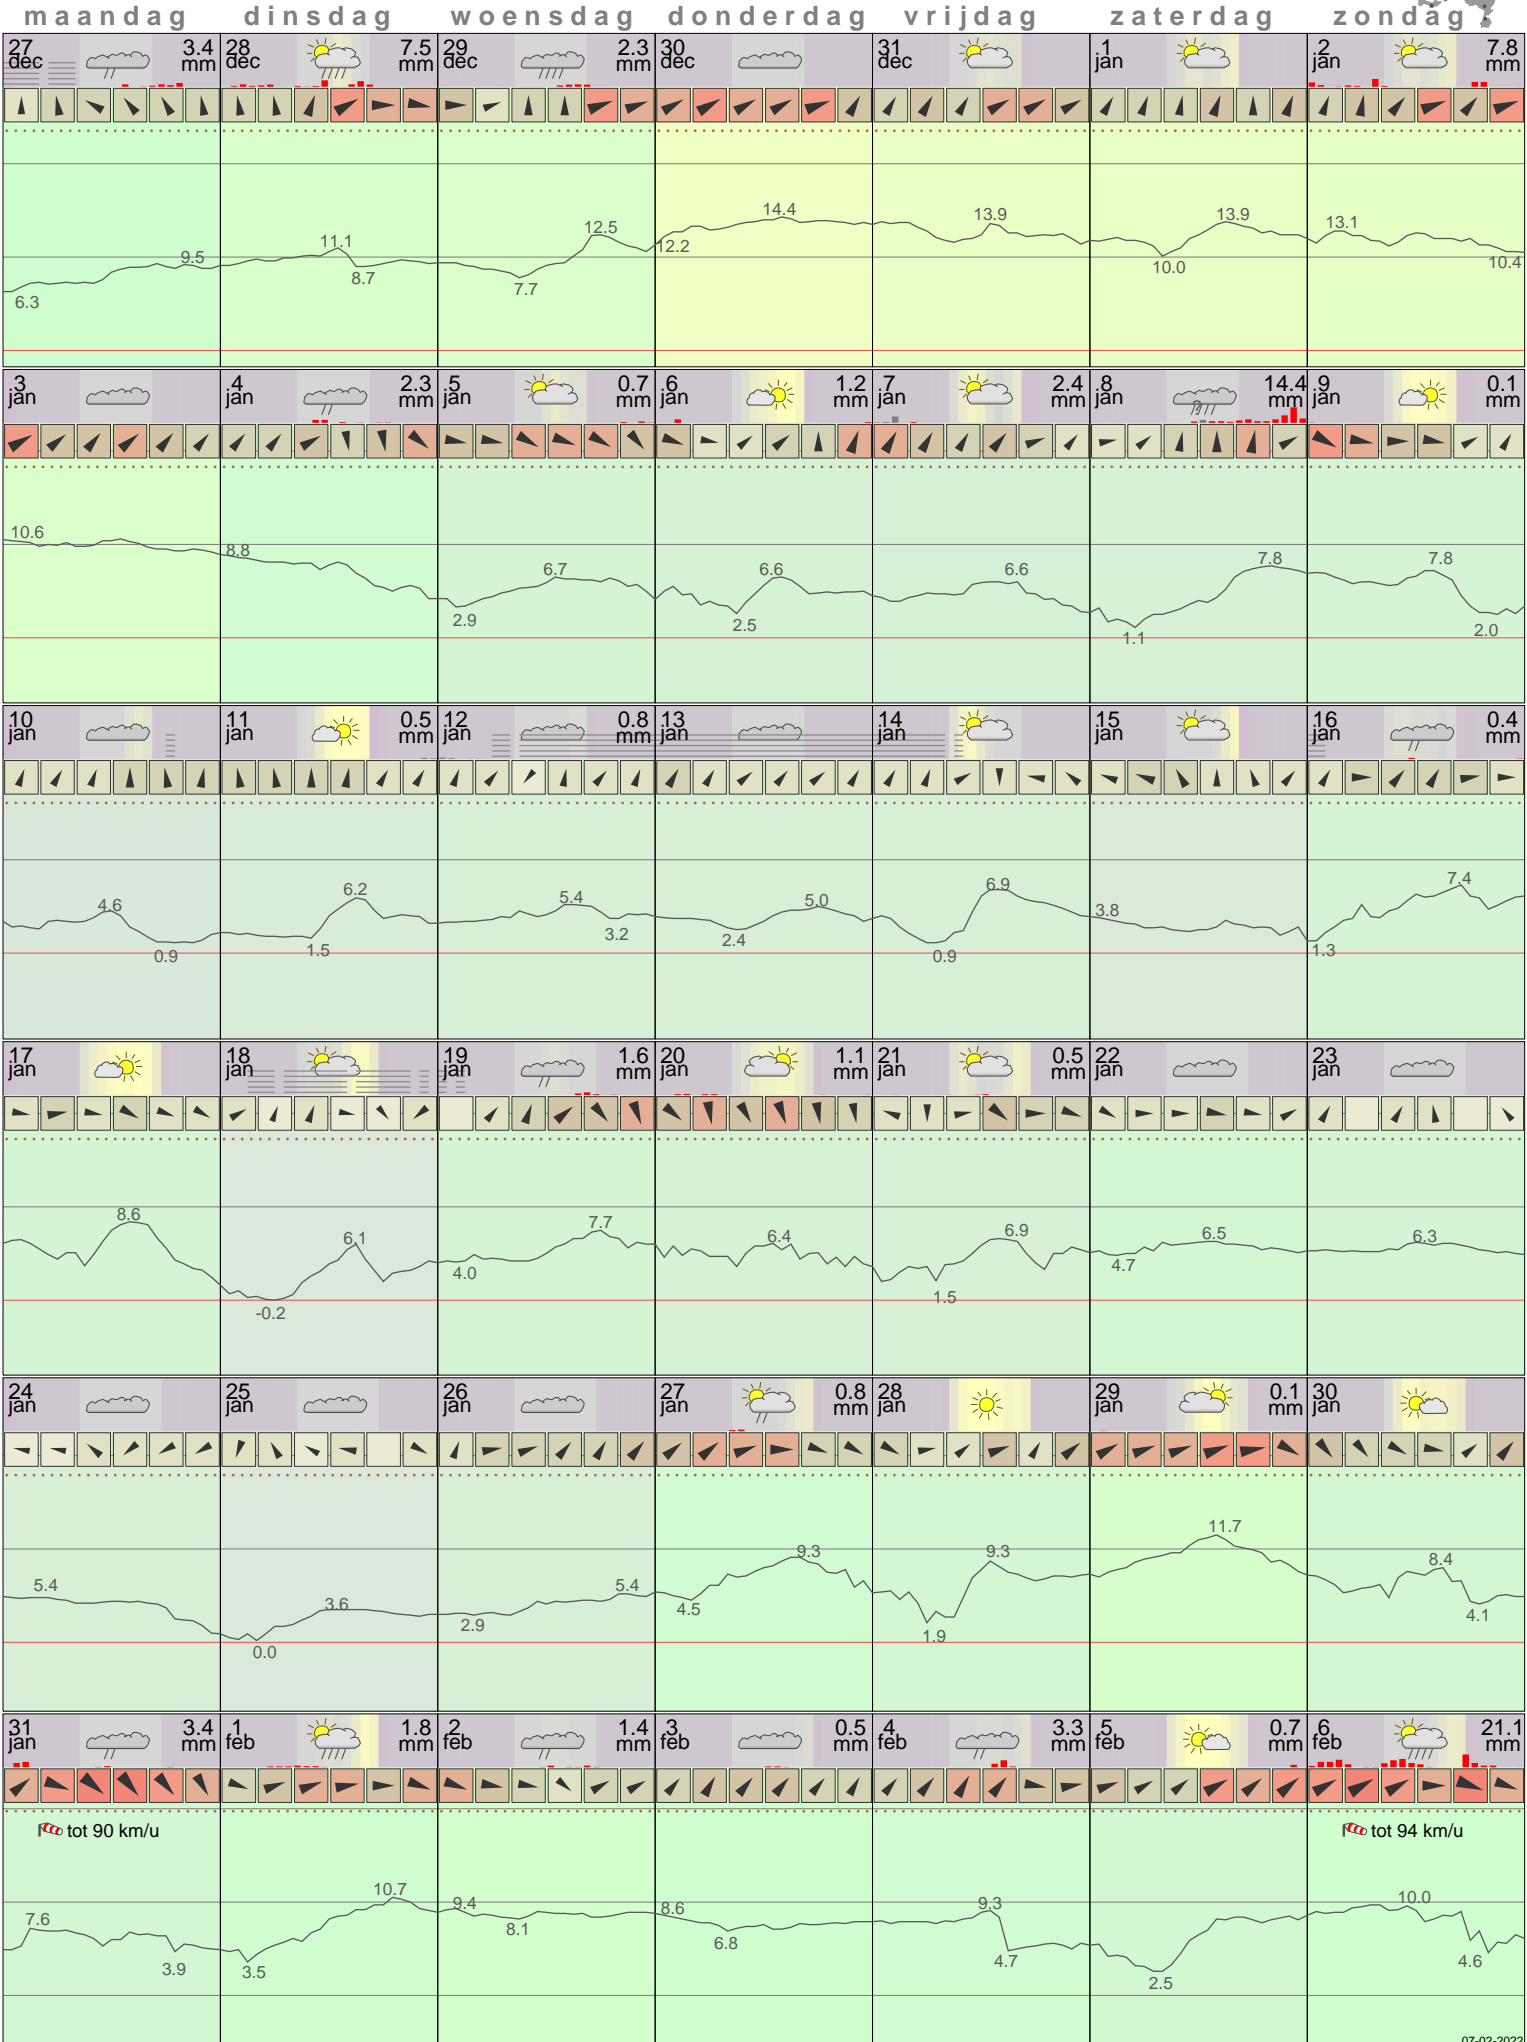 maandag dinsdag woensdag donderdag vrijdag zaterdag zondag
27 dec 3.4 mm 28 dec 7.5 mm 29 dec 2.3 mm 30 dec 31 dec 1 jan 2 jan 7.8 mm
6.3 9.5 11.1 8.7 7.7 12.5 12.2 14.4 13.9 10.0 13.9 13.1 10.4
3 jan 4 jan 2.3 mm 5 jan 0.7 mm 6 jan 1.2 mm 7 jan 2.4 mm 8 jan 14.4 mm 9 jan 0.1 mm
?
10.6 8.8 2.9 6.7 2.5 6.6 6.6 1.1 7.8 7.8 2.0
10 jan 11 jan 0.5 mm 12 jan 0.8 mm 13 jan 14 jan 15 jan 16 jan 0.4 mm
4.6 0.9 1.5 6.2 5.4 3.2 2.4 5.0 0.9 6.9 3.8 1.3 7.4
17 jan 18 jan 19 jan 1.6 mm 20 jan 1.1 mm 21 jan 0.5 mm 22 jan 23 jan
8.6 -0.2 6.1 4.0 7.7 6.4 1.5 6.9 4.7 6.5 6.3
24 jan 25 jan 26 jan 27 jan 0.8 mm 28 jan 29 jan 0.1 mm 30 jan
5.4 0.0 3.6 2.9 5.4 4.5 9.3 1.9 9.3 11.7 8.4 4.1
31 jan 3.4 mm 1 feb 1.8 mm 2 feb 1.4 mm 3 feb 0.5 mm 4 feb 3.3 mm 5 feb 0.7 mm 6 feb 21.1 mm
tot 90 km/u tot 94 km/u
7.6 3.9 3.5 10.7 9.4 8.1 8.6 6.8 9.3 4.7 2.5 10.0 4.6
07-02-2022